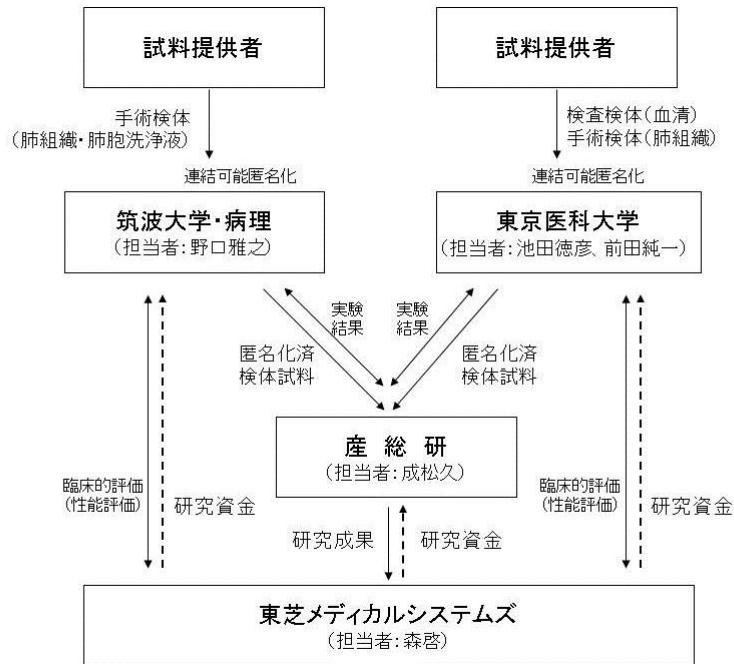 試料提供者
試料提供者
手術検体
(肺組織・肺胞洗浄液)
検査検体(血清)
手術検体(肺組織)
連結可能匿名化
連結可能匿名化
筑波大学・病理
(担当者:野口雅之)
東京医科大学
(担当者:池田徳彦、前田純一)
実験
結果
実験
結果
匿名化済
検体試料
匿名化済
検体試料
産 総 研
(担当者:成松久)
臨床的評価
(性能評価)
研究資金
研究成果
研究資金
臨床的評価
(性能評価)
研究資金
東芝メディカルシステムズ
(担当者:森啓)